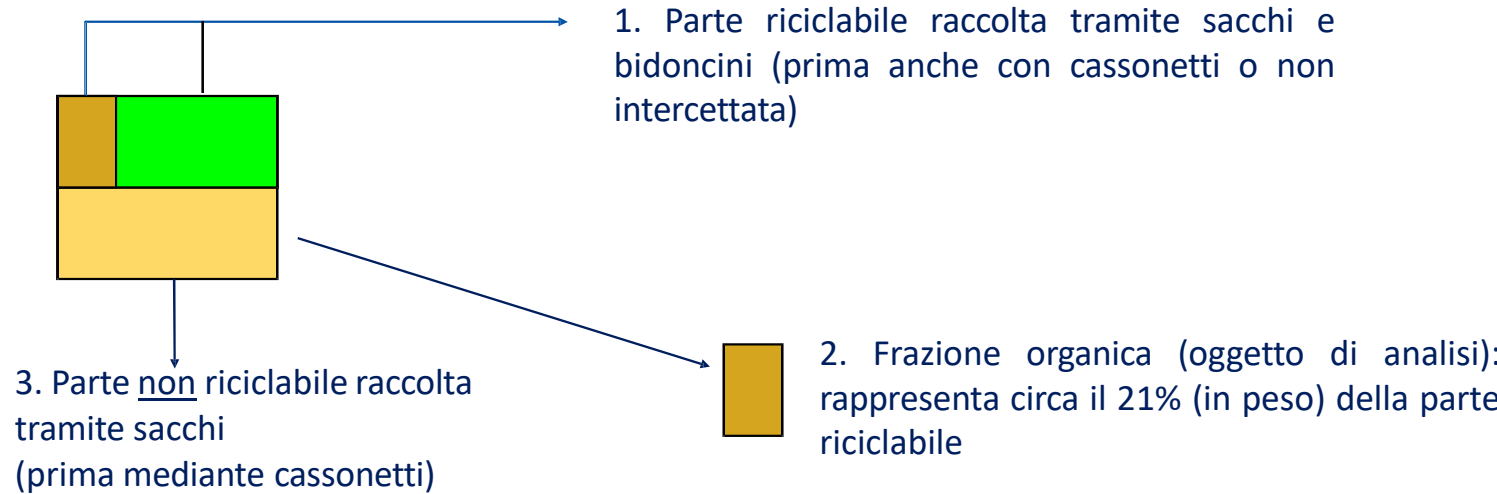 1. Parte riciclabile raccolta tramite sacchi e
bidoncini (prima anche con cassonetti o non
intercettata)
2. Frazione organica (oggetto di analisi):
rappresenta circa il 21% (in peso) della parte
riciclabile
3. Parte non riciclabile raccolta
tramite sacchi
(prima mediante cassonetti)